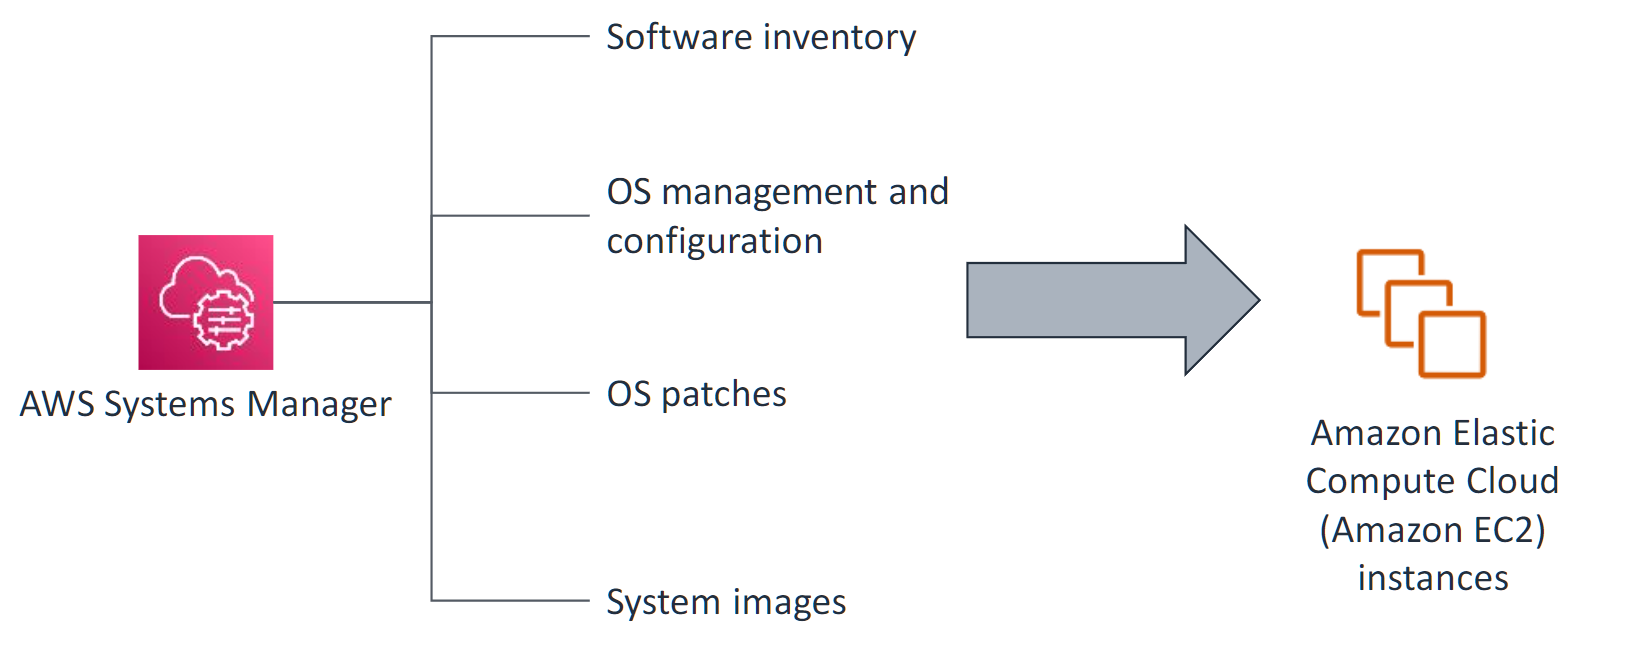 Software inventory
OS management and
configuration
AWS Systems Manager
OS patches
System images
Amazon Elastic
Compute Cloud
(Amazon EC2)
instances